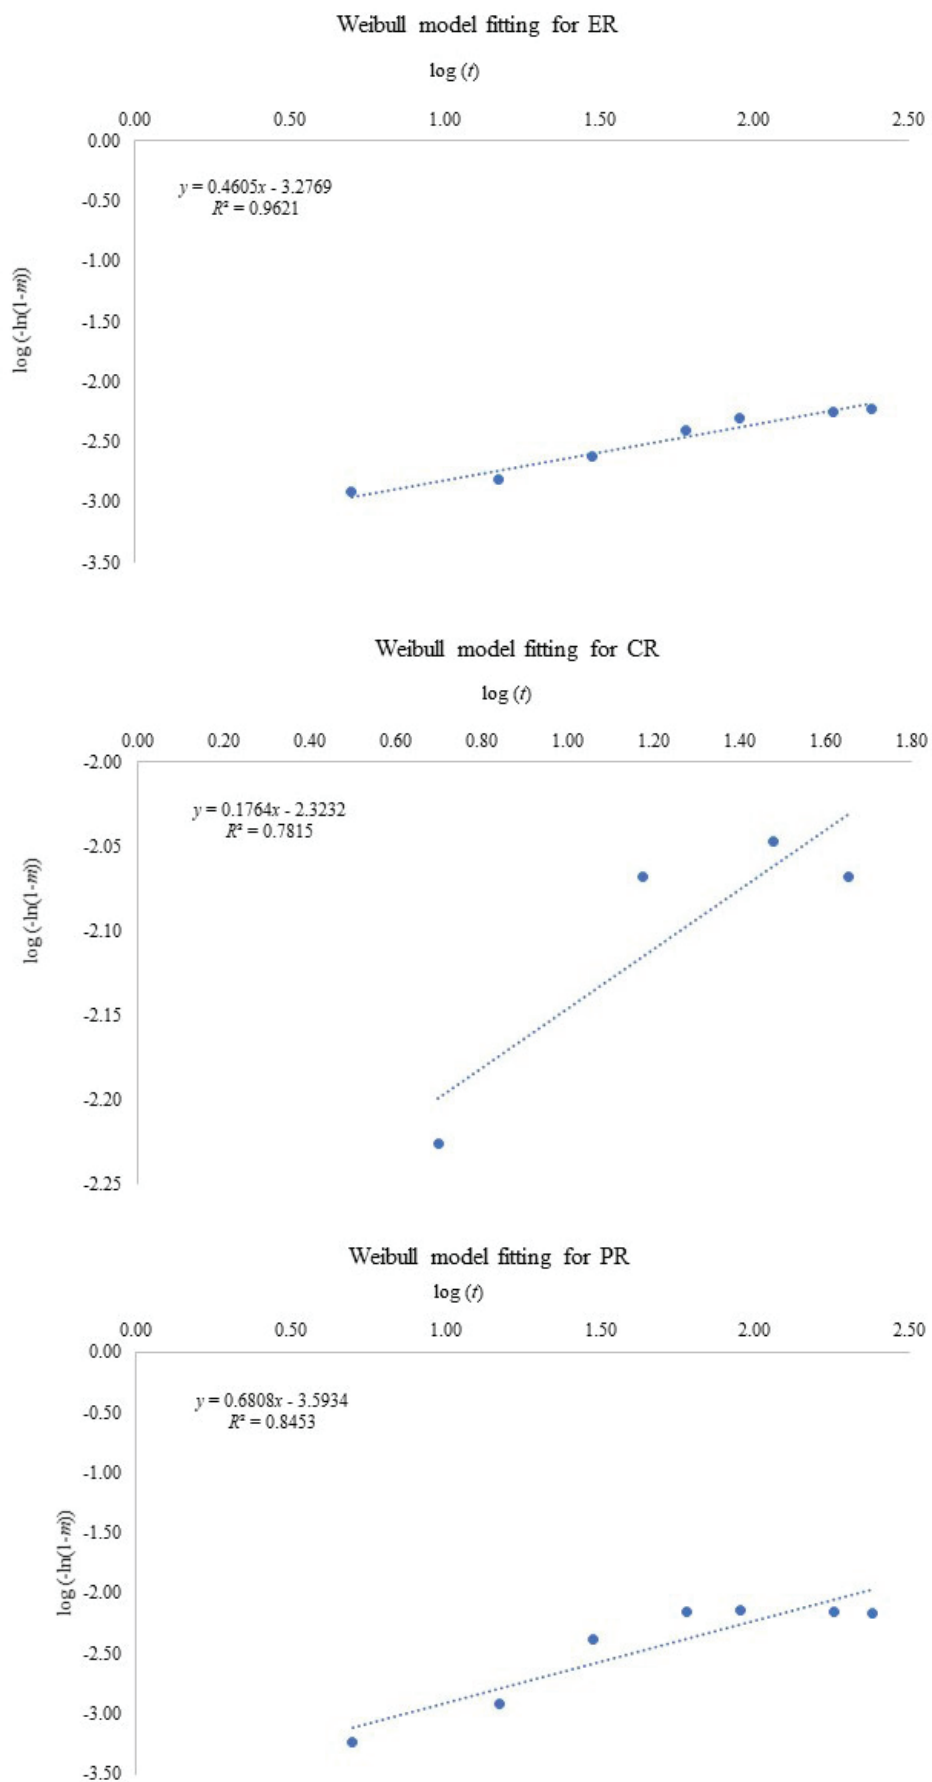 Weibull model fitting for ER
log (t)
0.00 0.50 1.00 1.50 2.00 2.50
0.00
y = 0.4605x - 3.2769
R² = 0.9621
-0.50
-1.00
log (-ln(1-m))
-1.50
-2.00
-2.50
-3.00
-3.50
Weibull model fitting for CR
log (t)
0.00 0.20 0.40 0.60 0.80 1.00 1.20 1.40 1.60 1.80
-2.00
y = 0.1764x - 2.3232
R² = 0.7815
-2.05
log (-ln(1-m))
-2.10
-2.15
-2.20
-2.25
Weibull model fitting for PR
log (t)
0.00 0.50 1.00 1.50 2.00 2.50
0.00
y = 0.6808x - 3.5934
R² = 0.8453
-0.50
-1.00
-1.50
log (-ln(1-m))
-2.00
-2.50
-3.00
-3.50